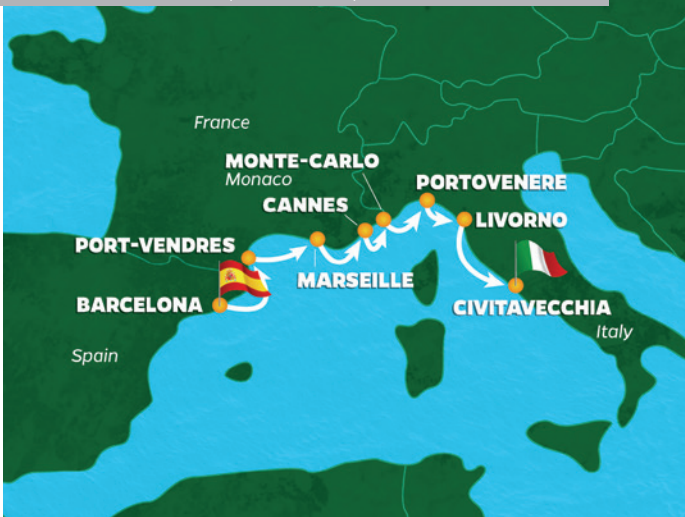 France
MONTE-CARLO
Monaco
PORTOVENERE
CANNES
LIVORNO
PORT-VENDRES
MARSEILLE
BARCELONA
CIVITAVECCHIA
Italy
Spain